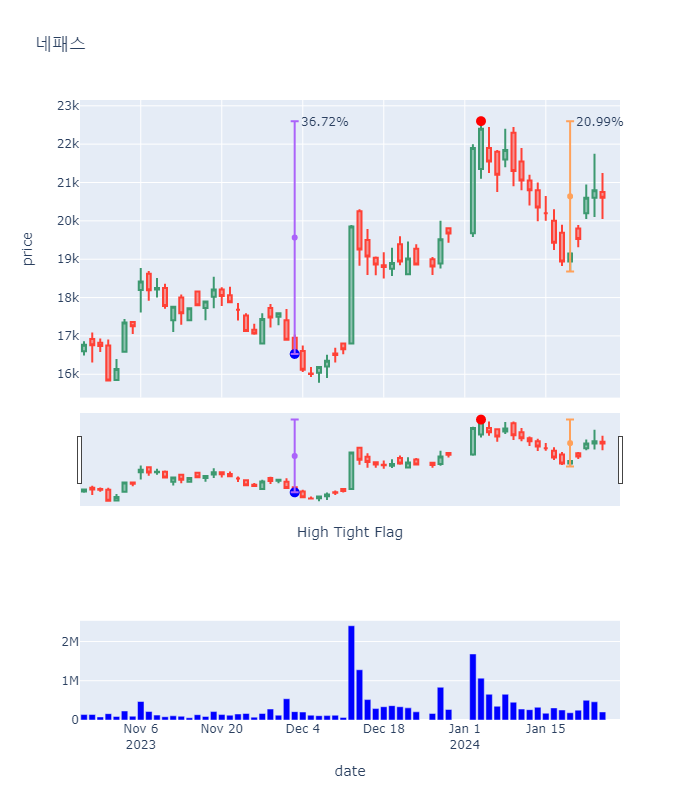 네패스
23k
22k
21k
20k
19k
18k
17k
16k
price
36.72%
20.99%
High Tight Flag
2M
1M
0
Nov 6
2023
Nov 20
Dec 4
Dec 18
Jan 1
2024
Jan 15
date